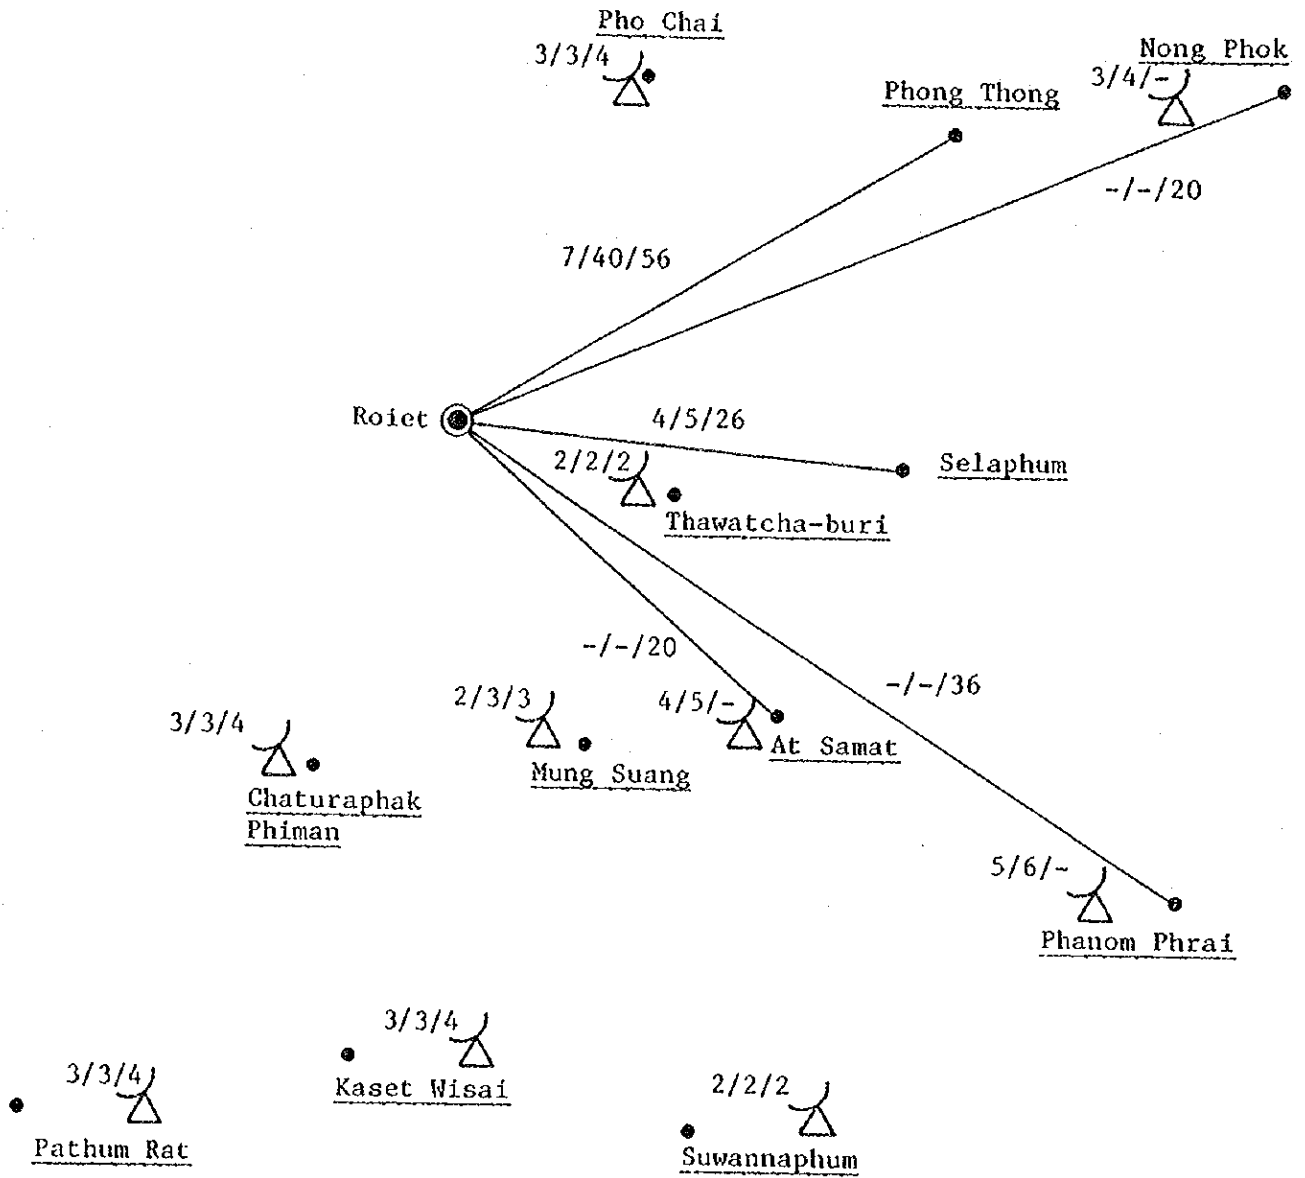 Pho Chai
3/3/4
Nong Phok
3/4/-
Phong Thong
-/-/20
7/40/56
Roiet
4/5/26
2/2/2
Selaphum
Thawatcha-buri
-/-/20
-/-/36
2/3/3
4/5/-
3/3/4
At Samat
Mung Suang
Chaturaphak
Phiman
5/6/-
Phanom Phrai
3/3/4
3/3/4
Kaset Wisai
2/2/2
Pathum Rat
Suwannaphum